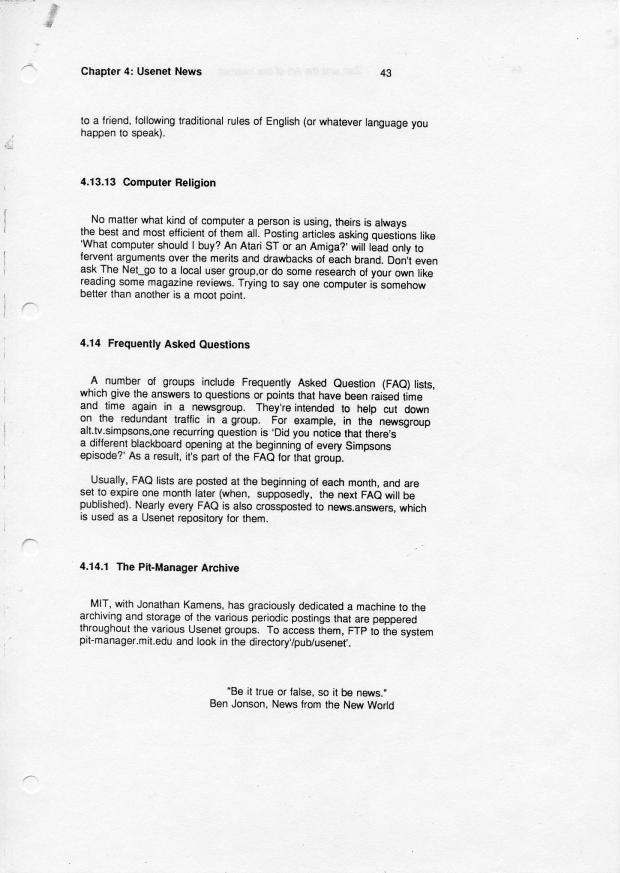 Chapter 4: Usenet News 43
to a friend, following traditional rules of English (or whatever language you
happen to speak).
4.13.13 Computer Religion
No matter what kind of computer a person is using, theirs is always
the best and most efficient of them all. Posting articles asking questions like
'What computer should I buy? An Atari ST or an Amiga?' will lead only to
fervent arguments over the merits and drawbacks of each brand. Don't even
ask The Net_go to a local user group,or do some research of your own like
reading some magazine reviews. Trying to say one computer is somehow
better than another is a moot point.
4.14 Frequently Asked Questions
A number of groups include Frequently Asked Question (FAQ) lists,
which give the answers to questions or points that have been raised time
and time again in a newsgroup. They're intended to help cut down
on the redundant traffic in a group. For example, in the newsgroup
alt.tv.simpsons,one recurring question is 'Did you notice that there's
a different blackboard opening at the beginning of every Simpsons
episode?' As a result, it's part of the FAQ for that group.
Usually, FAQ lists are posted at the beginning of each month, and are
set to expire one month later (when, supposedly, the next FAQ will be
published). Nearly every FAQ is also crossposted to news.answers, which
is used as a Usenet repository for them.
4.14.1 The Pit-Manager Archive
MIT, with Jonathan Kamens, has graciously dedicated a machine to the
archiving and storage of the various periodic postings that are peppered
throughout the various Usenet groups. To access them, FTP to the system
pit-manager.mit.edu and look in the directory'/pub/usenet'.
"Be it true or false, so it be news."
Ben Jonson, News from the New World